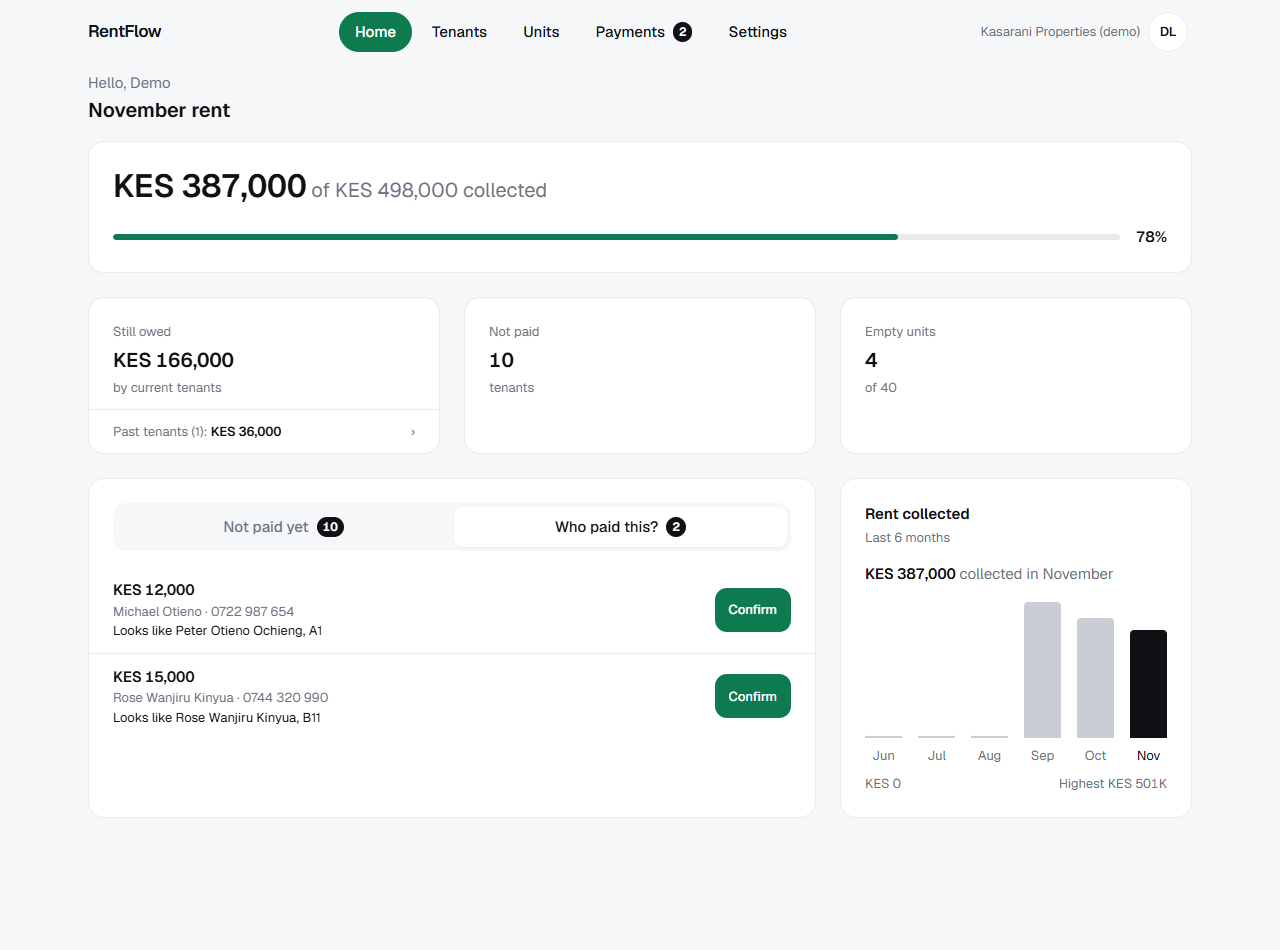 RentFlow
Home
Tenants
Units
Payments 2
Settings
Kasarani Properties (demo)
DL
Hello, Demo
November rent
KES 387,000 of KES 498,000 collected
78%
Still owed
KES 166,000
by current tenants
Past tenants (1): KES 36,000 ›
Not paid
10
tenants
Empty units
4
of 40
Not paid yet 10
Who paid this? 2
KES 12,000
Michael Otieno · 0722 987 654
Looks like Peter Otieno Ochieng, A1
Confirm
KES 15,000
Rose Wanjiru Kinyua · 0744 320 990
Looks like Rose Wanjiru Kinyua, B11
Confirm
Rent collected
Last 6 months
KES 387,000 collected in November
Jun Jul Aug Sep Oct Nov
KES 0 Highest KES 501K